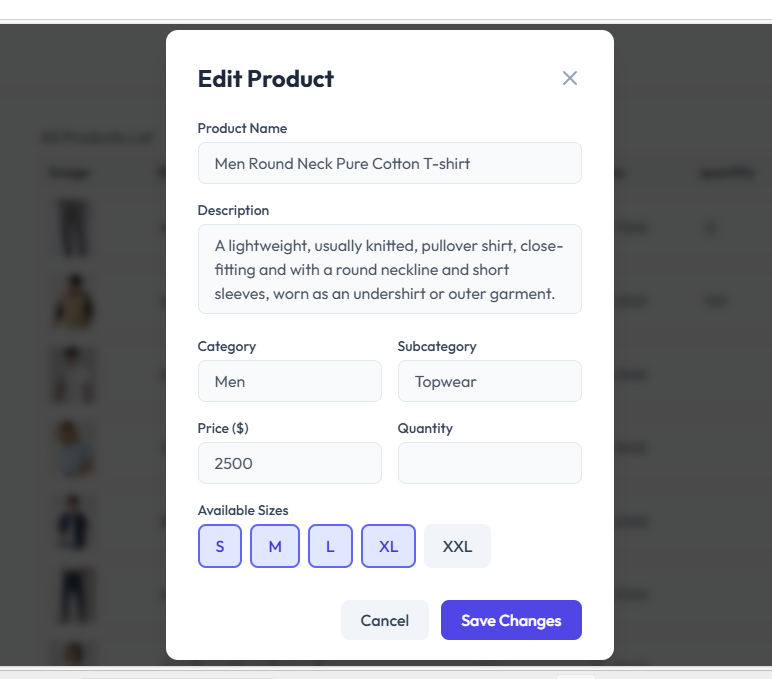 Edit Product
Product Name
Men Round Neck Pure Cotton T-shirt
Description
A lightweight, usually knitted, pullover shirt, close-
fitting and with a round neckline and short
sleeves, worn as an undershirt or outer garment.
Category
Subcategory
Men
Topwear
Price ($)
Quantity
2500
Available Sizes
S
M
L
XL
XXL
Cancel
Save Changes